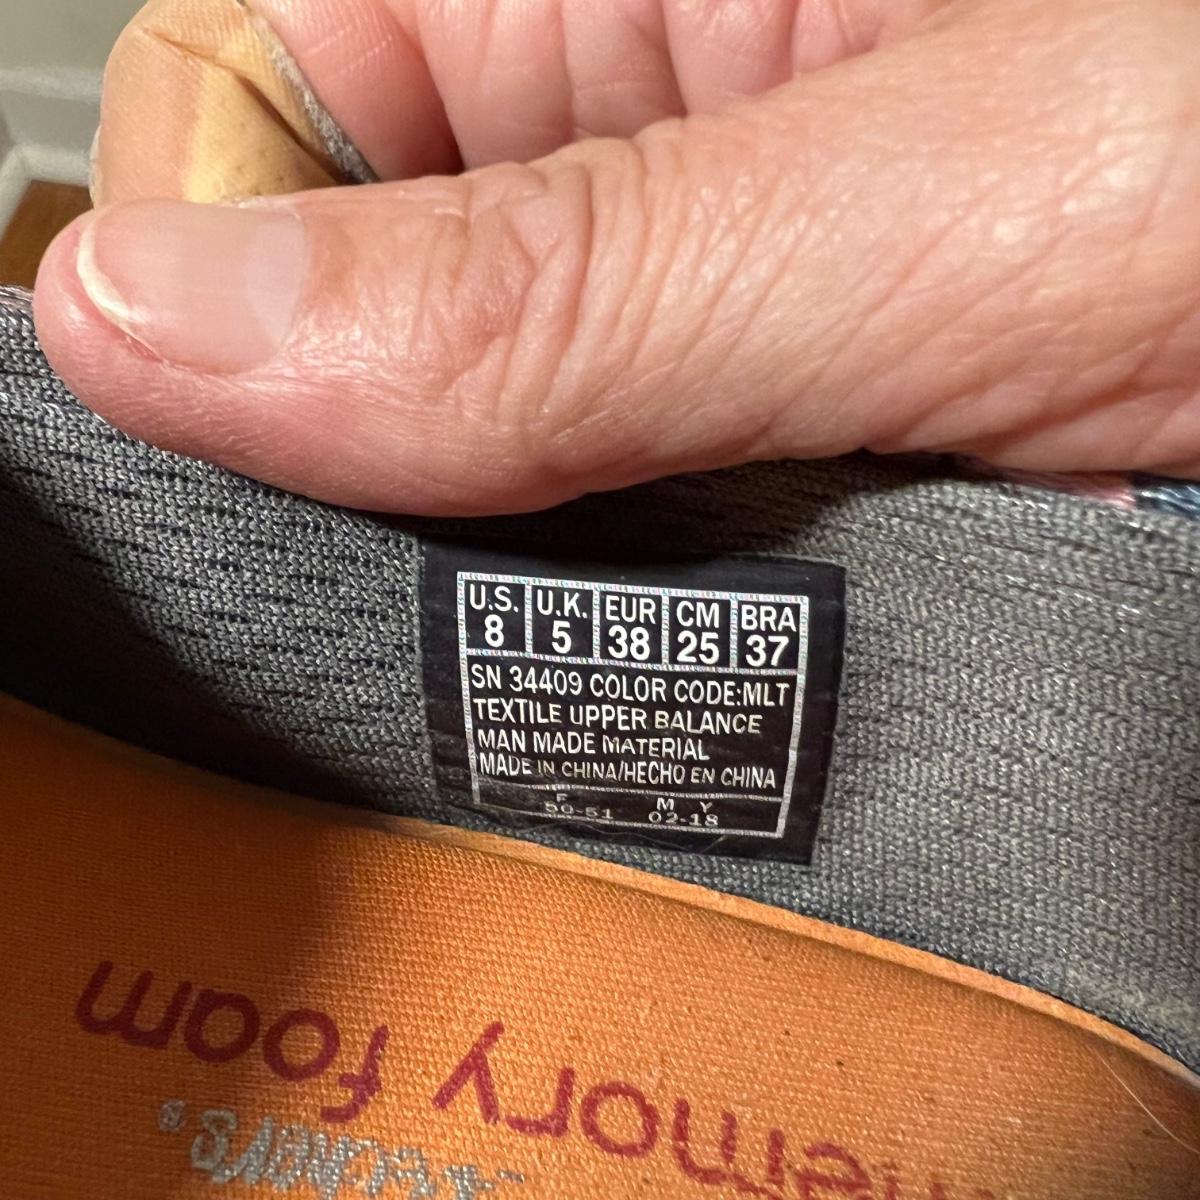 U.S. U.K. EUR CM BRA
8 5 38 25 37
SN 34409 COLOR CODE:MLT
TEXTILE UPPER BALANCE
MAN MADE MATERIAL
MADE IN CHINA/HECHO EN CHINA
F M Y
50-51 02-18
memory foam
Skechers